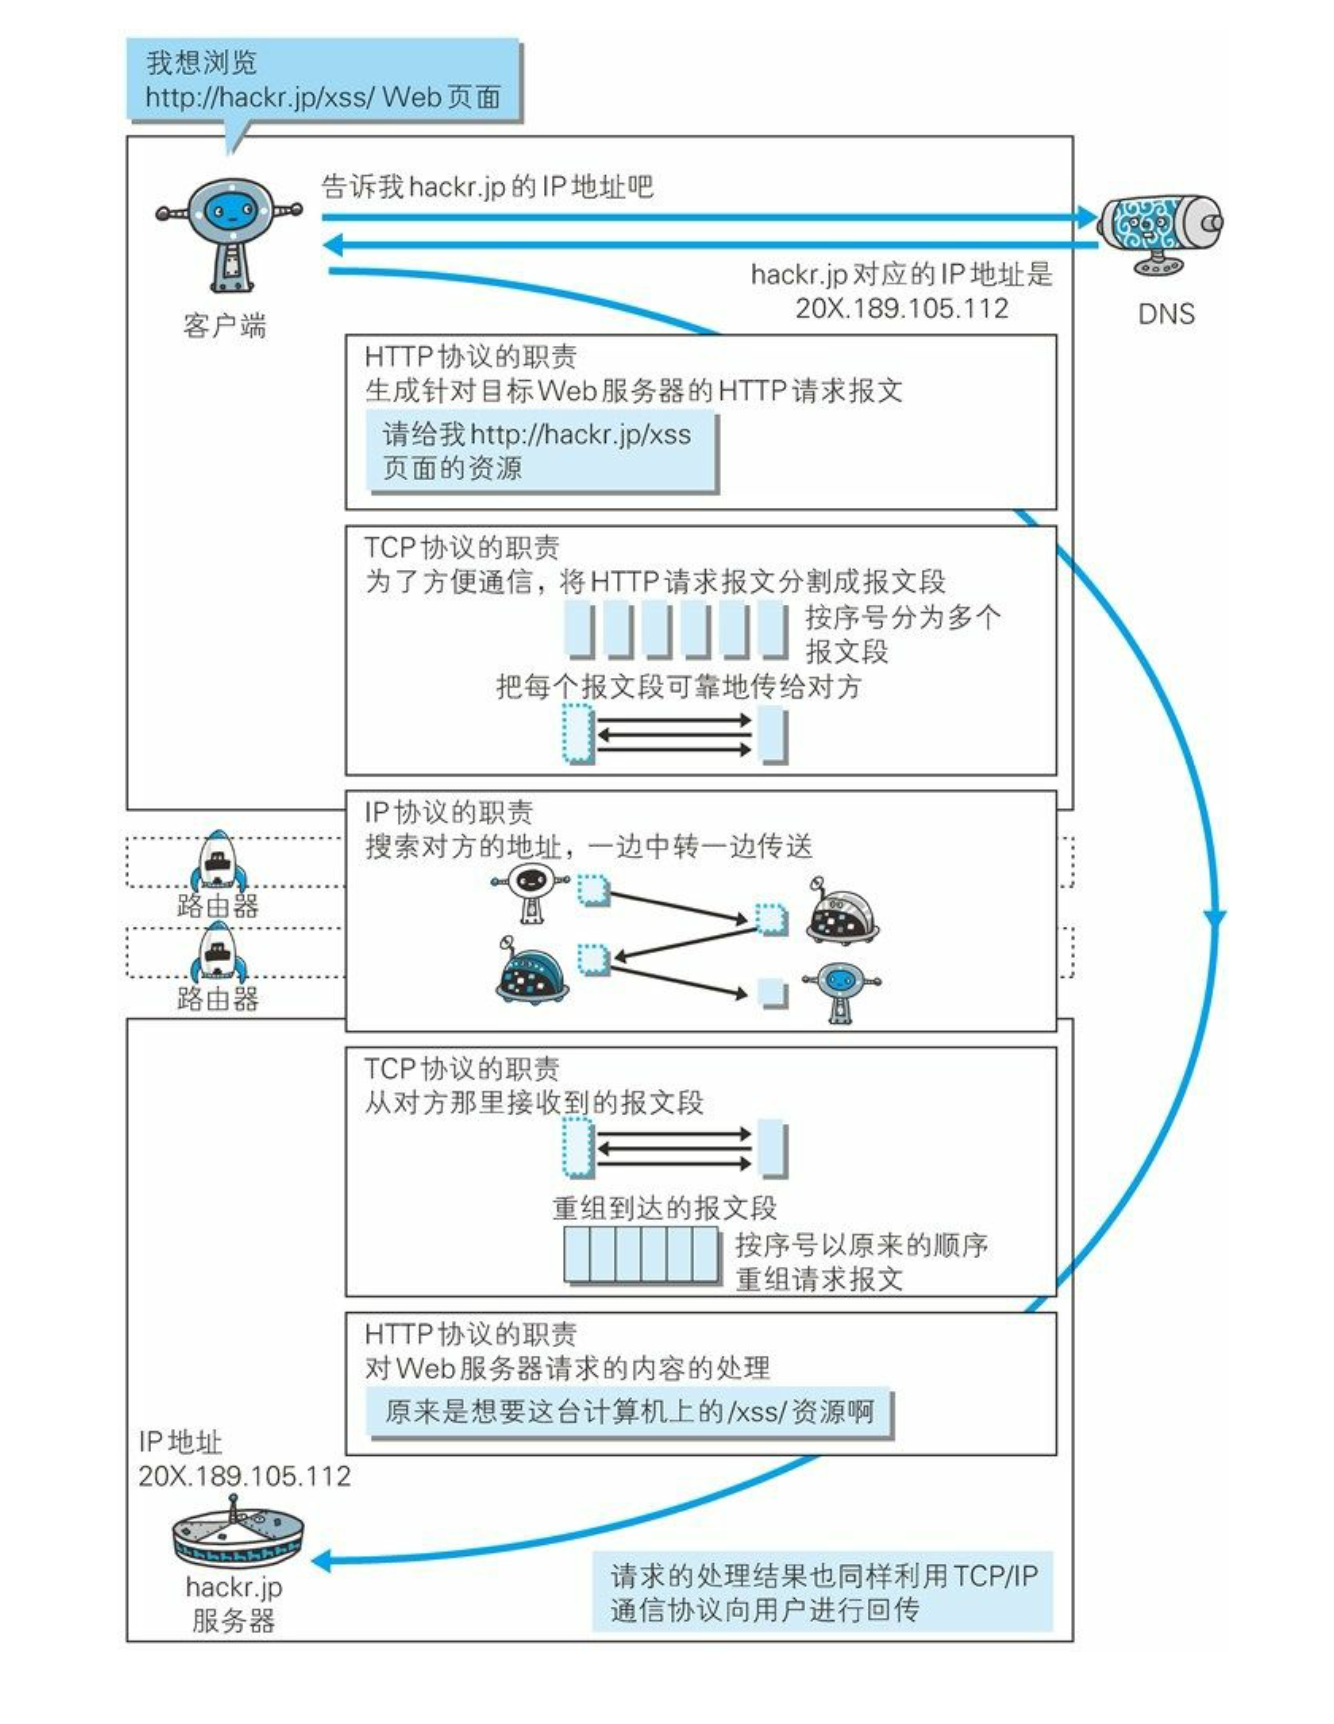 我想浏览
http://hackr.jp/xss/ Web页面
告诉我hackr.jp的IP地址吧
hackr.jp对应的IP地址是
20X.189.105.112
客户端
DNS
HTTP协议的职责
生成针对目标Web服务器的HTTP请求报文
请给我http://hackr.jp/xss
页面的资源
TCP协议的职责
为了方便通信，将HTTP请求报文分割成报文段
按序号分为多个
报文段
把每个报文段可靠地传给对方
IP协议的职责
搜索对方的地址，一边中转一边传送
路由器
路由器
TCP协议的职责
从对方那里接收到的报文段
重组到达的报文段
按序号以原来的顺序
重组请求报文
HTTP协议的职责
对Web服务器请求的内容的处理
原来是想要这台计算机上的/xss/资源啊
IP地址
20X.189.105.112
hackr.jp
服务器
请求的处理结果也同样利用TCP/IP
通信协议向用户进行回传